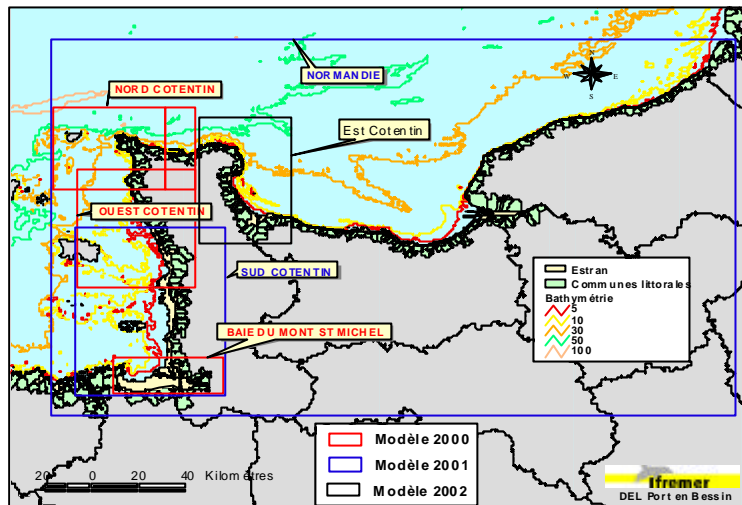 NORMANDIE
NORD COTENTIN
N
W E
S
Est Cotentin
OUEST COTENTIN
SUD COTENTIN
BAIE DU MONT ST MICHEL
Estran
Communes littorales
Bathymétrie
5
10
30
50
100
Modèle 2000
Modèle 2001
Modèle 2002
20 0 20 40 Kilomètres
Ifremer
DEL Port en Bessin